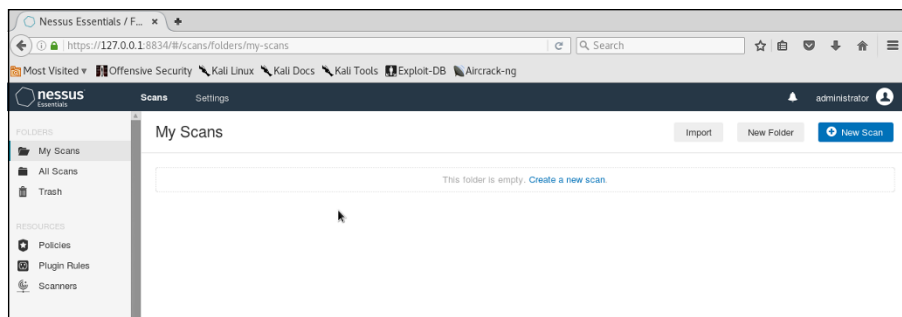 Nessus Essentials / F...
https://127.0.0.1:8834/#/scans/folders/my-scans
Search
Most Visited
Offensive Security
Kali Linux
Kali Docs
Kali Tools
Exploit-DB
Aircrack-ng
nessus
Essentials
Scans
Settings
administrator
FOLDERS
My Scans
All Scans
Trash
RESOURCES
Policies
Plugin Rules
Scanners
My Scans
Import
New Folder
New Scan
This folder is empty. Create a new scan.